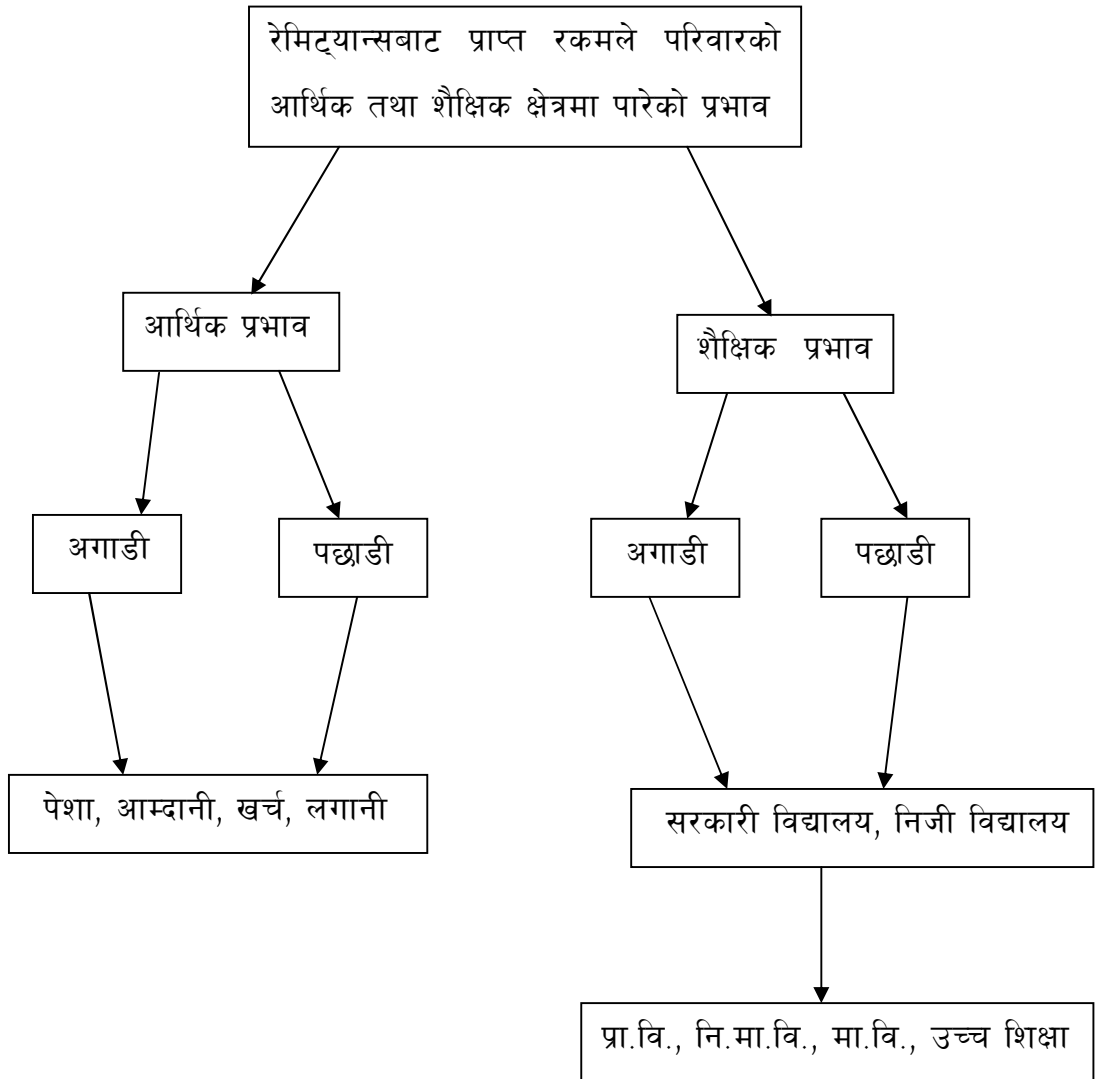 रेमिट्यान्सबाट प्राप्त रकमले परिवारको
आर्थिक तथा शैक्षिक क्षेत्रमा पारेको प्रभाव
आर्थिक प्रभाव
शैक्षिक प्रभाव
अगाडी
पछाडी
अगाडी
पछाडी
पेशा, आम्दानी, खर्च, लगानी
सरकारी विद्यालय, निजी विद्यालय
प्रा.वि., नि.मा.वि., मा.वि., उच्च शिक्षा